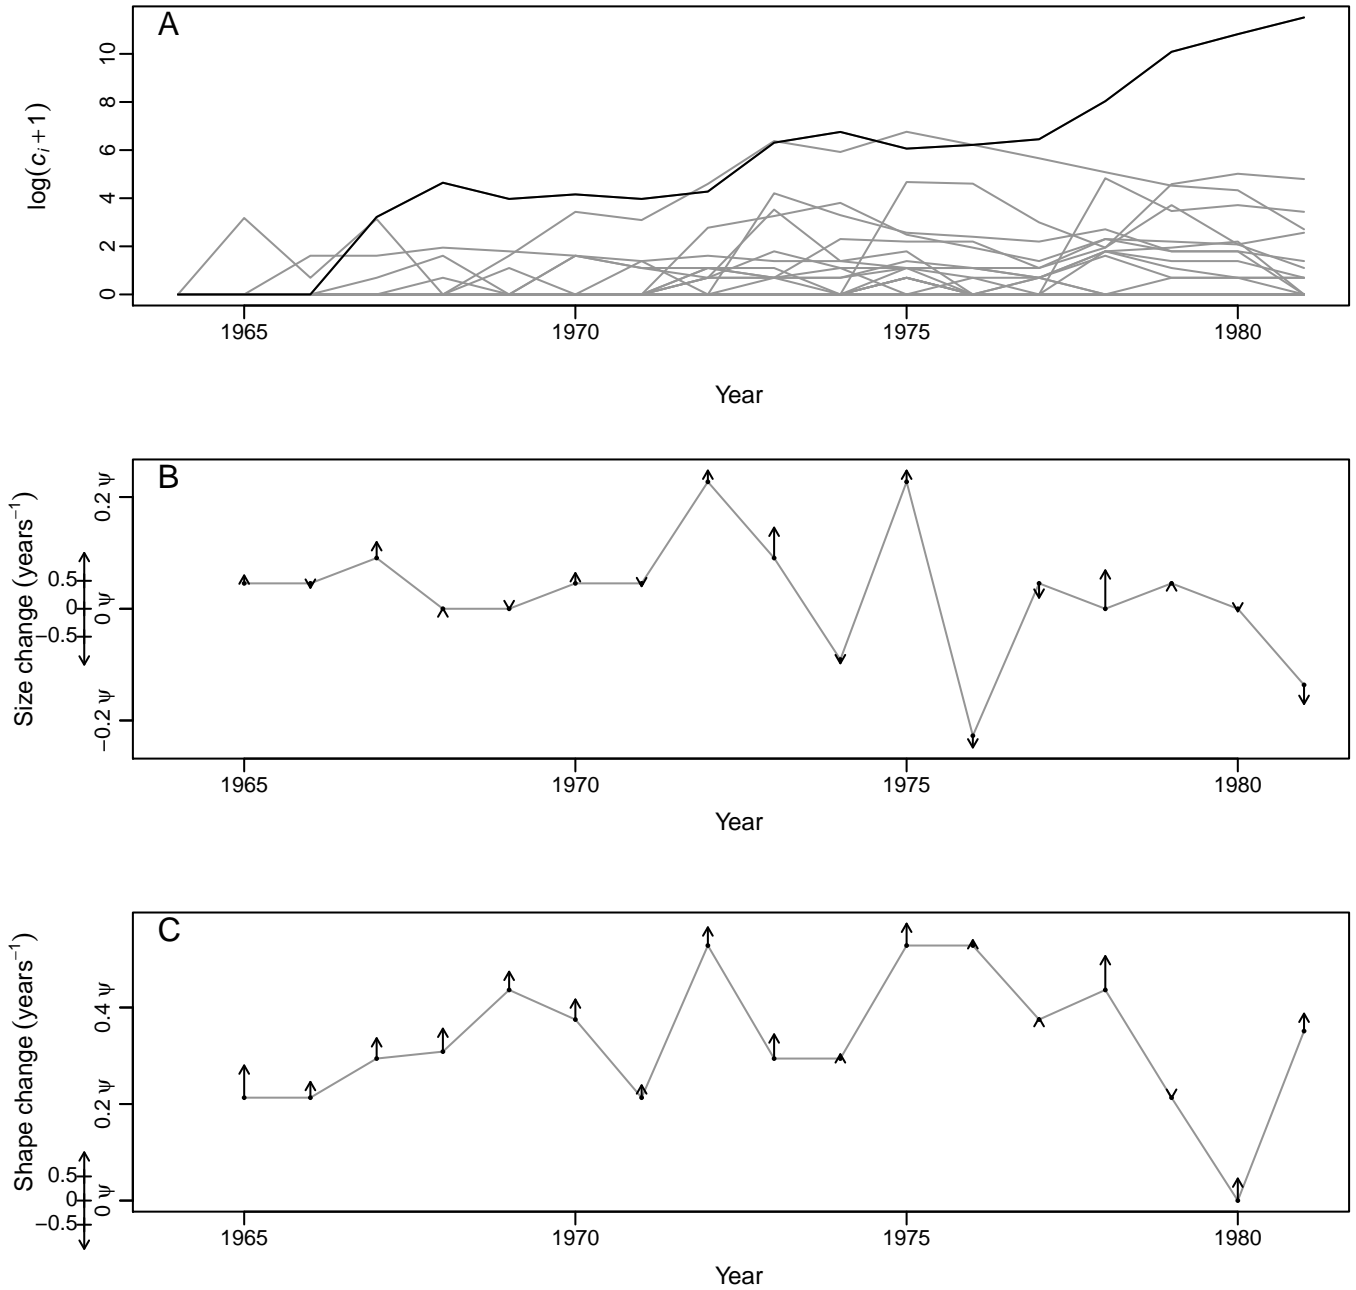 A
log(c_i + 1)
10
8
6
4
2
0
1965 1970 1975 1980
Year
B
Size change (years⁻¹)
0.5
0
−0.5
0.2 ψ
0 ψ
−0.2 ψ
1965 1970 1975 1980
Year
C
Shape change (years⁻¹)
0.5
0
−0.5
0.4 ψ
0.2 ψ
0 ψ
1965 1970 1975 1980
Year